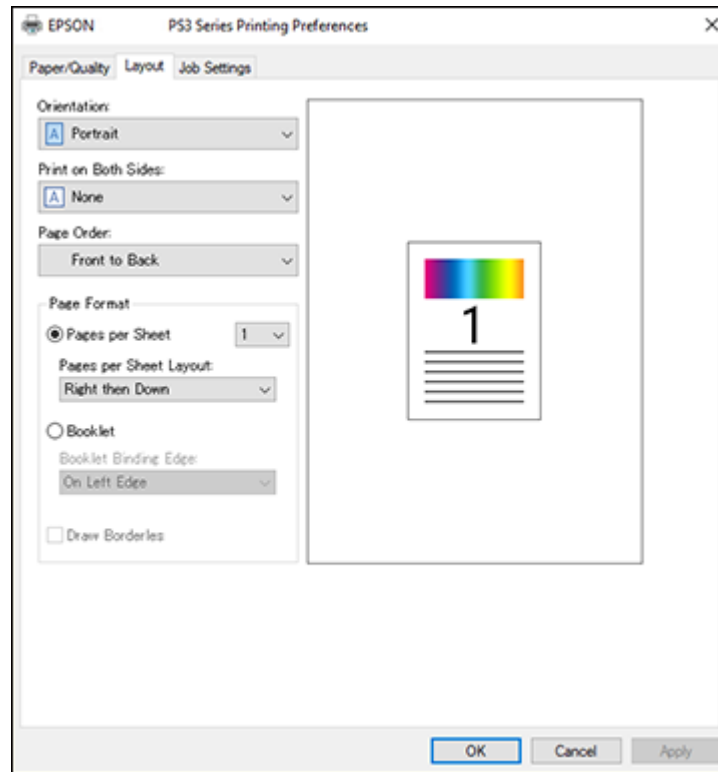 EPSON PS3 Series Printing Preferences
Paper/Quality Layout Job Settings
Orientation:
A Portrait
Print on Both Sides:
A None
Page Order:
Front to Back
Page Format
Pages per Sheet 1
Pages per Sheet Layout:
Right then Down
Booklet
Booklet Binding Edge:
On Left Edge
Draw Borderles
1
OK Cancel Apply